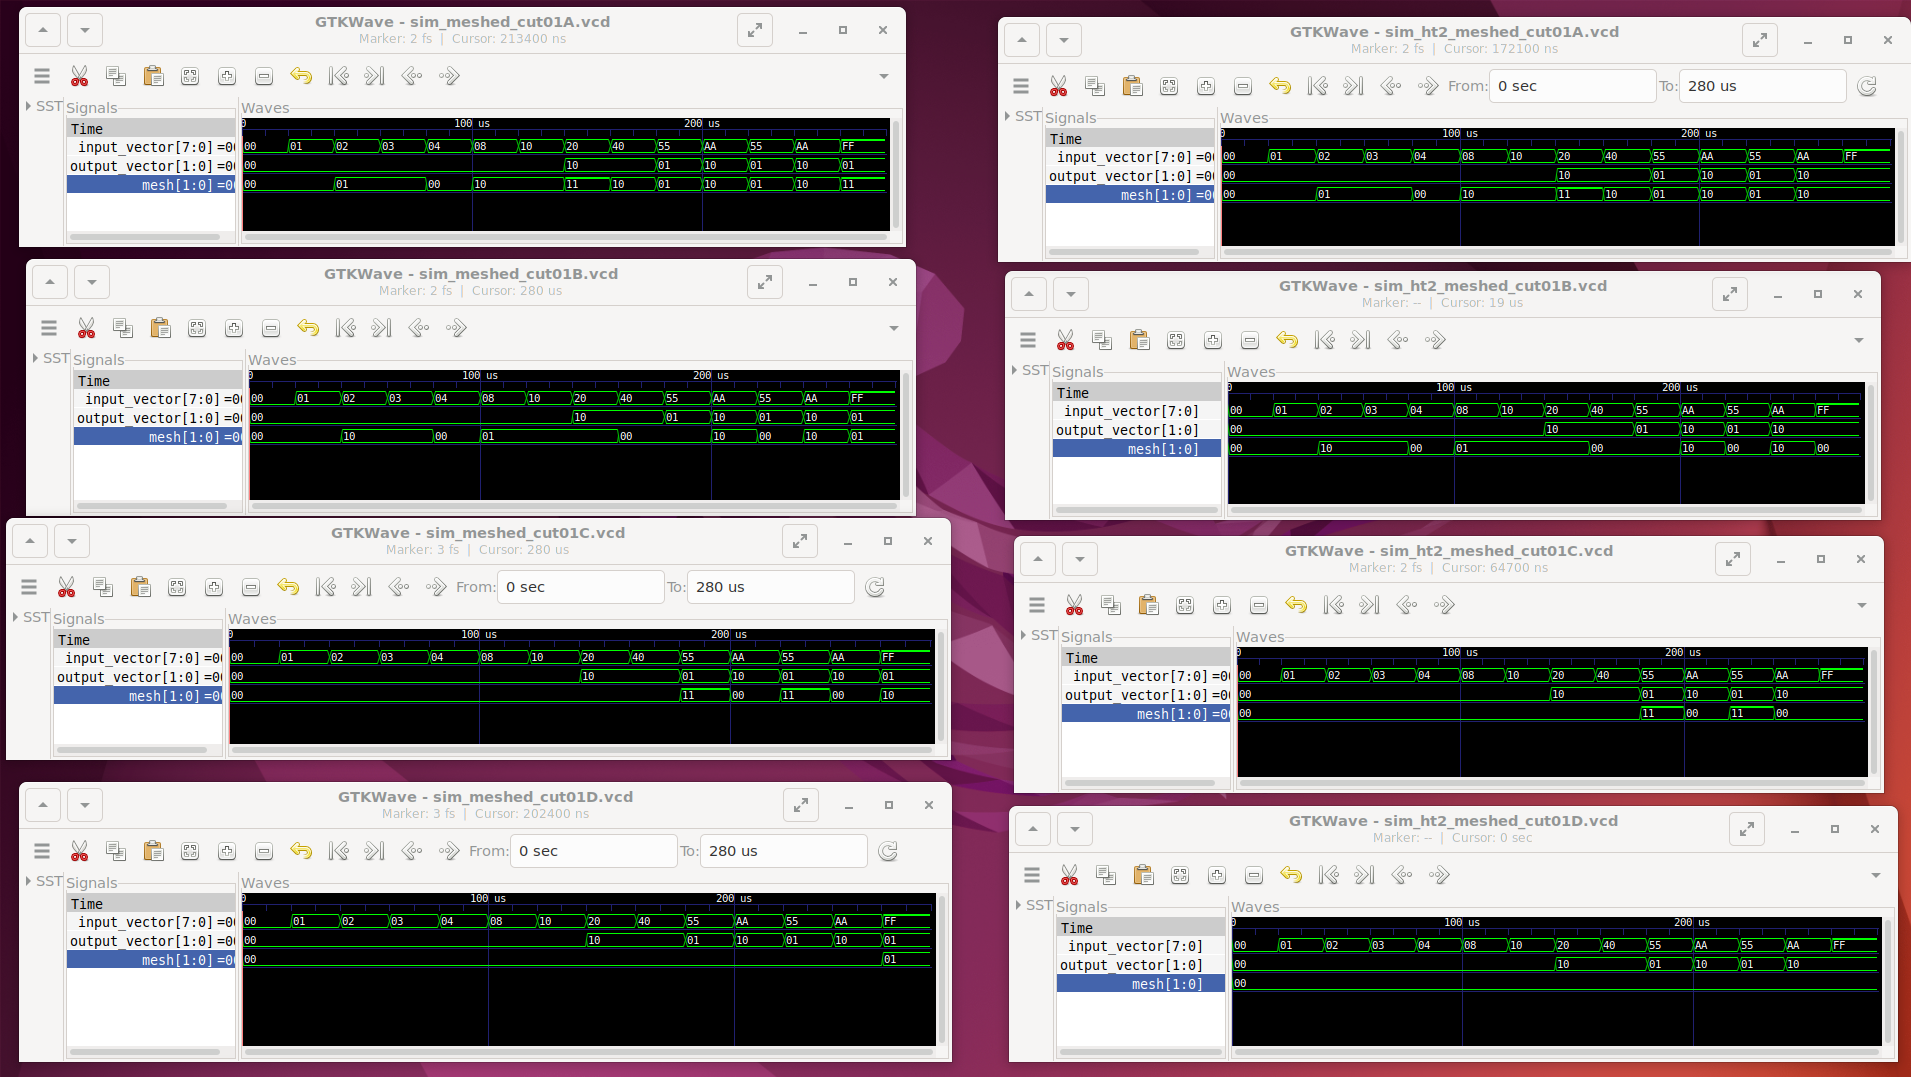 GTKWave - sim_meshed_cut01A.vcd
Marker: 2 fs | Cursor: 213400 ns
SST
Signals
Waves
Time
0 100 us 200 us
input_vector[7:0] =00 00 01 02 03 04 08 10 20 40 55 AA 55 AA FF
output_vector[1:0] =00 00 10 01 10 01 10 01
mesh[1:0] =00 00 01 00 10 11 10 01 10 01 10 11
GTKWave - sim_ht2_meshed_cut01A.vcd
Marker: 2 fs | Cursor: 172100 ns
From: 0 sec To: 280 us
SST
Signals
Waves
Time
0 100 us 200 us
input_vector[7:0] =00 00 01 02 03 04 08 10 20 40 55 AA 55 AA FF
output_vector[1:0] =00 00 10 01 10 01 10
mesh[1:0] =00 00 01 00 10 11 10 01 10 01 10
GTKWave - sim_meshed_cut01B.vcd
Marker: 2 fs | Cursor: 280 us
SST
Signals
Waves
Time
0 100 us 200 us
input_vector[7:0] =00 00 01 02 03 04 08 10 20 40 55 AA 55 AA FF
output_vector[1:0] =00 00 10 01 10 01 10 01
mesh[1:0] =00 00 10 00 01 00 10 00 10 01
GTKWave - sim_ht2_meshed_cut01B.vcd
Marker: -- | Cursor: 19 us
SST
Signals
Waves
Time
0 100 us 200 us
input_vector[7:0] 00 01 02 03 04 08 10 20 40 55 AA 55 AA FF
output_vector[1:0] 00 10 01 10 01 10
mesh[1:0] 00 10 00 01 00 10 00 10 00
GTKWave - sim_meshed_cut01C.vcd
Marker: 3 fs | Cursor: 280 us
From: 0 sec To: 280 us
SST
Signals
Waves
Time
0 100 us 200 us
input_vector[7:0] =00 00 01 02 03 04 08 10 20 40 55 AA 55 AA FF
output_vector[1:0] =00 00 10 01 10 01 10 01
mesh[1:0] =00 00 11 00 11 00 10
GTKWave - sim_ht2_meshed_cut01C.vcd
Marker: 2 fs | Cursor: 64700 ns
SST
Signals
Waves
Time
0 100 us 200 us
input_vector[7:0] =00 00 01 02 03 04 08 10 20 40 55 AA 55 AA FF
output_vector[1:0] =00 00 10 01 10 01 10
mesh[1:0] =00 00 11 00 11 00
GTKWave - sim_meshed_cut01D.vcd
Marker: 3 fs | Cursor: 202400 ns
From: 0 sec To: 280 us
SST
Signals
Waves
Time
0 100 us 200 us
input_vector[7:0] =00 00 01 02 03 04 08 10 20 40 55 AA 55 AA FF
output_vector[1:0] =00 00 10 01 10 01 10 01
mesh[1:0] =00 00 01
GTKWave - sim_ht2_meshed_cut01D.vcd
Marker: -- | Cursor: 0 sec
SST
Signals
Waves
Time
0 100 us 200 us
input_vector[7:0] 00 01 02 03 04 08 10 20 40 55 AA 55 AA FF
output_vector[1:0] 00 10 01 10 01 10
mesh[1:0] 00